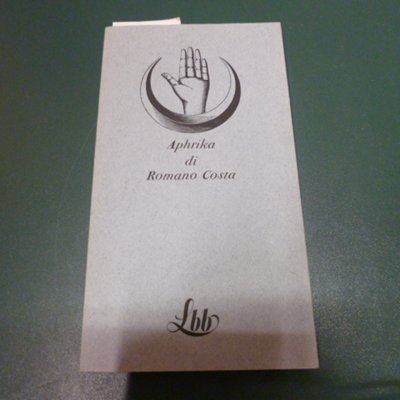 Aphrika
di
Romano Costa
Lbb